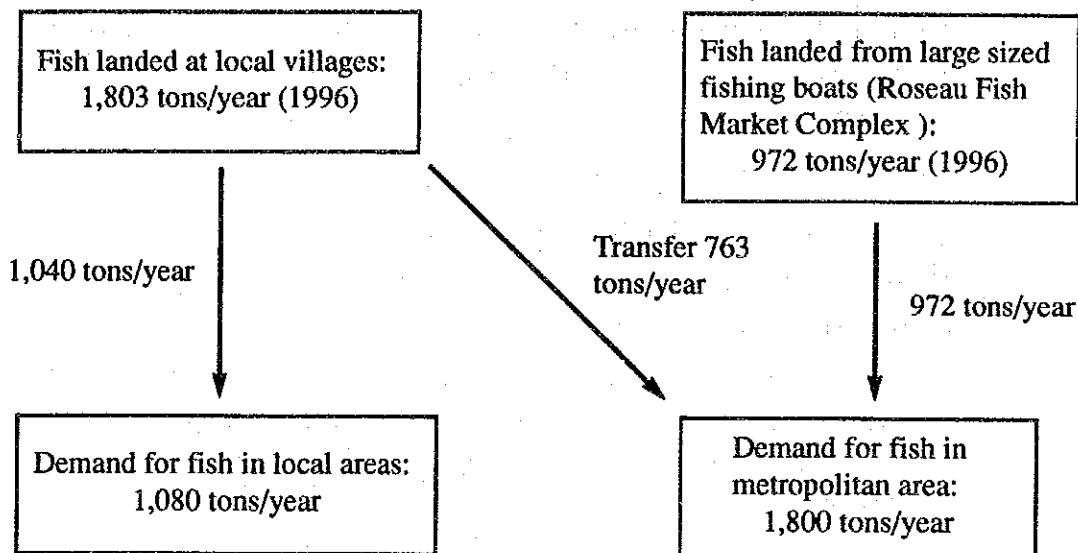 Fish landed at local villages:
1,803 tons/year (1996)
Fish landed from large sized
fishing boats (Roseau Fish
Market Complex ):
972 tons/year (1996)
1,040 tons/year
Transfer 763
tons/year
972 tons/year
Demand for fish in local areas:
1,080 tons/year
Demand for fish in
metropolitan area:
1,800 tons/year